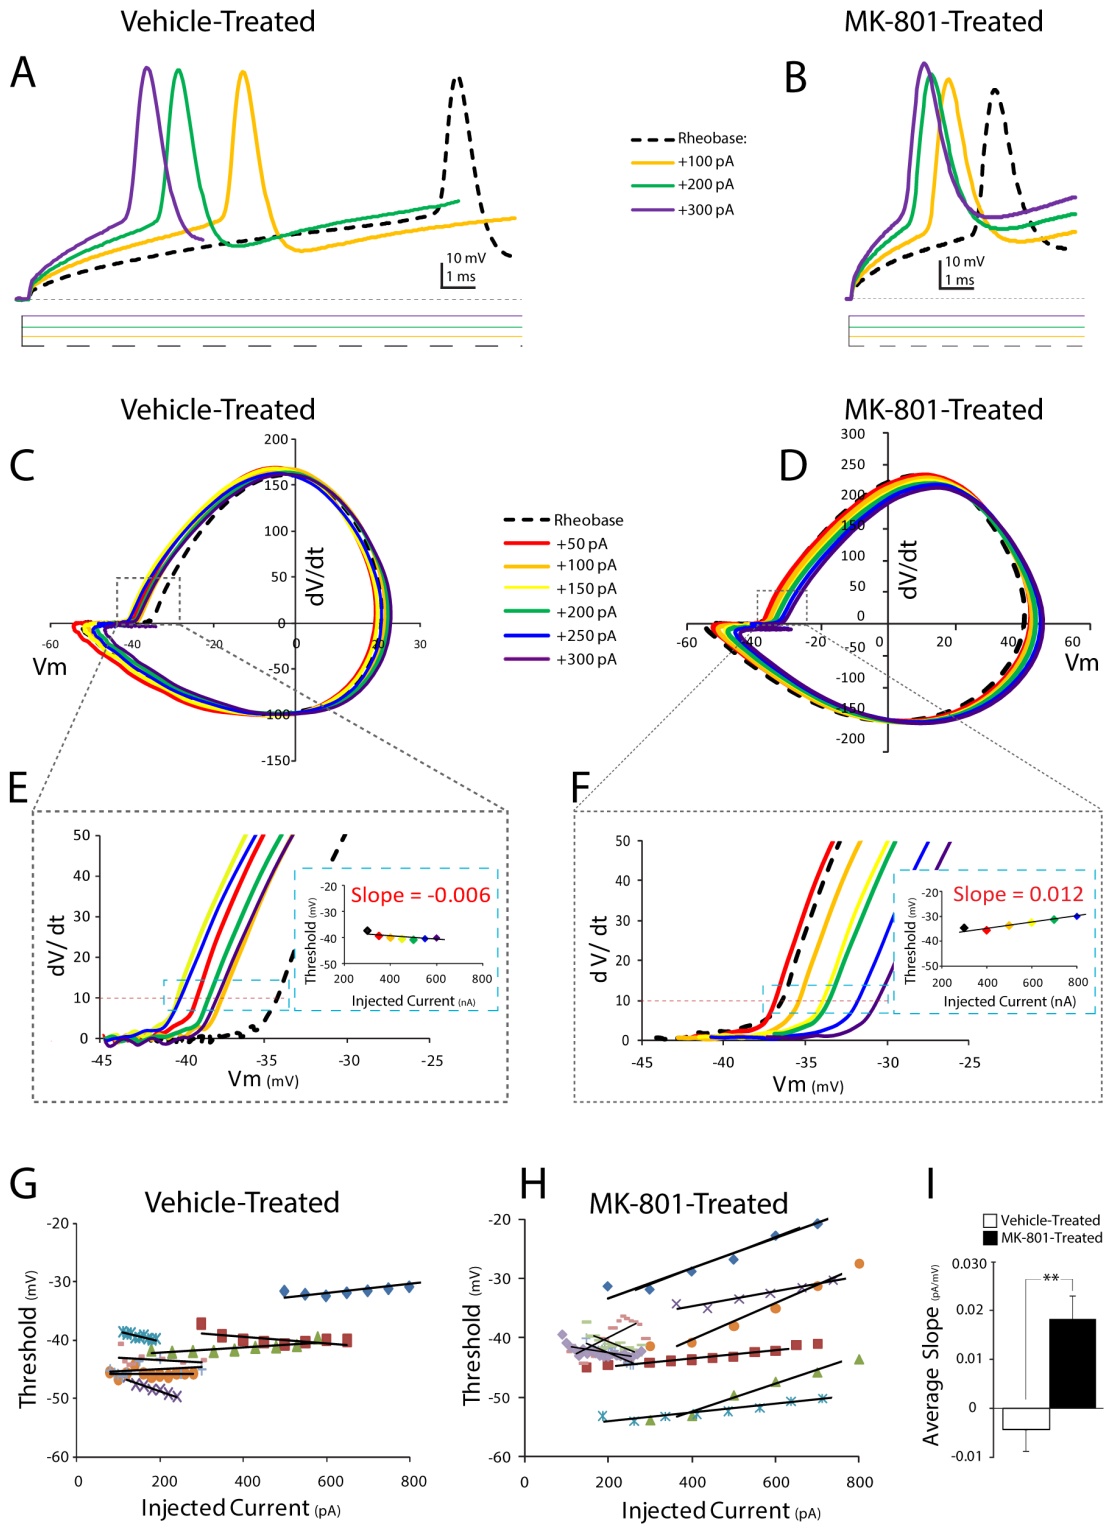 Vehicle-Treated
MK-801-Treated
A
B
Rheobase:
+100 pA
+200 pA
+300 pA
10 mV
1 ms
10 mV
1 ms
Vehicle-Treated
MK-801-Treated
C
200
150
100
50
0
-50
-100
-150
-60
-40
-20
20
30
dV/dt
Vm
Rheobase
+50 pA
+100 pA
+150 pA
+200 pA
+250 pA
+300 pA
D
300
250
200
150
100
50
0
-50
-100
-150
-200
-60
-40
-20
0
20
40
60
dV/dt
Vm
E
50
40
30
20
10
0
-45
-40
-35
-30
-25
dV/ dt
Vm (mV)
Slope = -0.006
-20
-30
-40
-50
200
400
600
800
Threshold (mV)
Injected Current (nA)
F
50
40
30
20
10
0
-45
-40
-35
-30
-25
d V/ dt
Vm (mV)
Slope = 0.012
-20
-30
-40
-50
200
400
600
800
Threshold (mV)
Injected Current (nA)
G
Vehicle-Treated
-20
-30
-40
-50
-60
0
200
400
600
800
Threshold (mV)
Injected Current (pA)
H
MK-801-Treated
-20
-30
-40
-50
-60
0
200
400
600
800
Threshold (mV)
Injected Current (pA)
I
Vehicle-Treated
MK-801-Treated
0.030
0.02
0.01
0
-0.01
**
Average Slope (pA/mV)